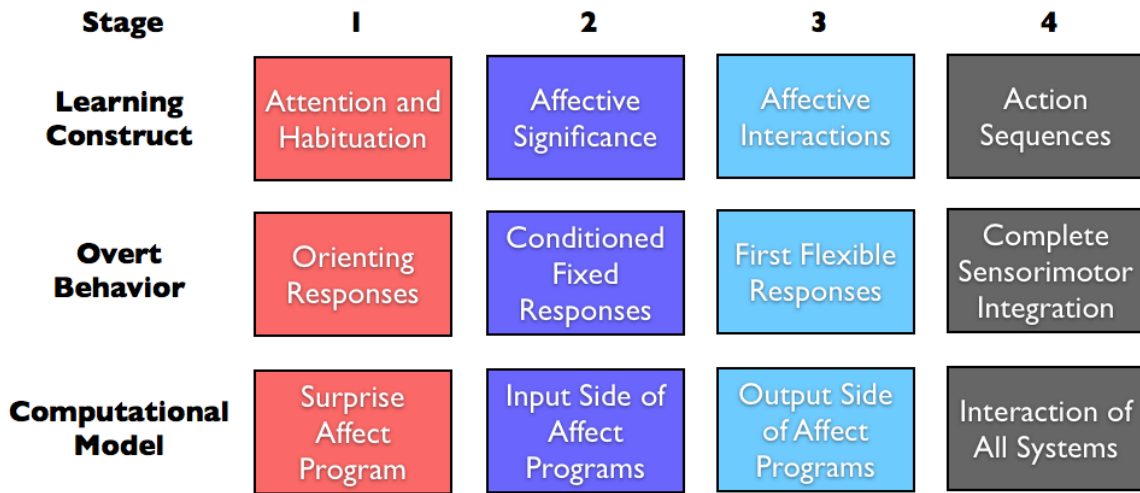 Stage 1 2 3 4
Learning
Construct
Attention and
Habituation
Affective
Significance
Affective
Interactions
Action
Sequences
Overt
Behavior
Orienting
Responses
Conditioned
Fixed
Responses
First Flexible
Responses
Complete
Sensorimotor
Integration
Computational
Model
Surprise
Affect
Program
Input Side of
Affect
Programs
Output Side
of Affect
Programs
Interaction of
All Systems